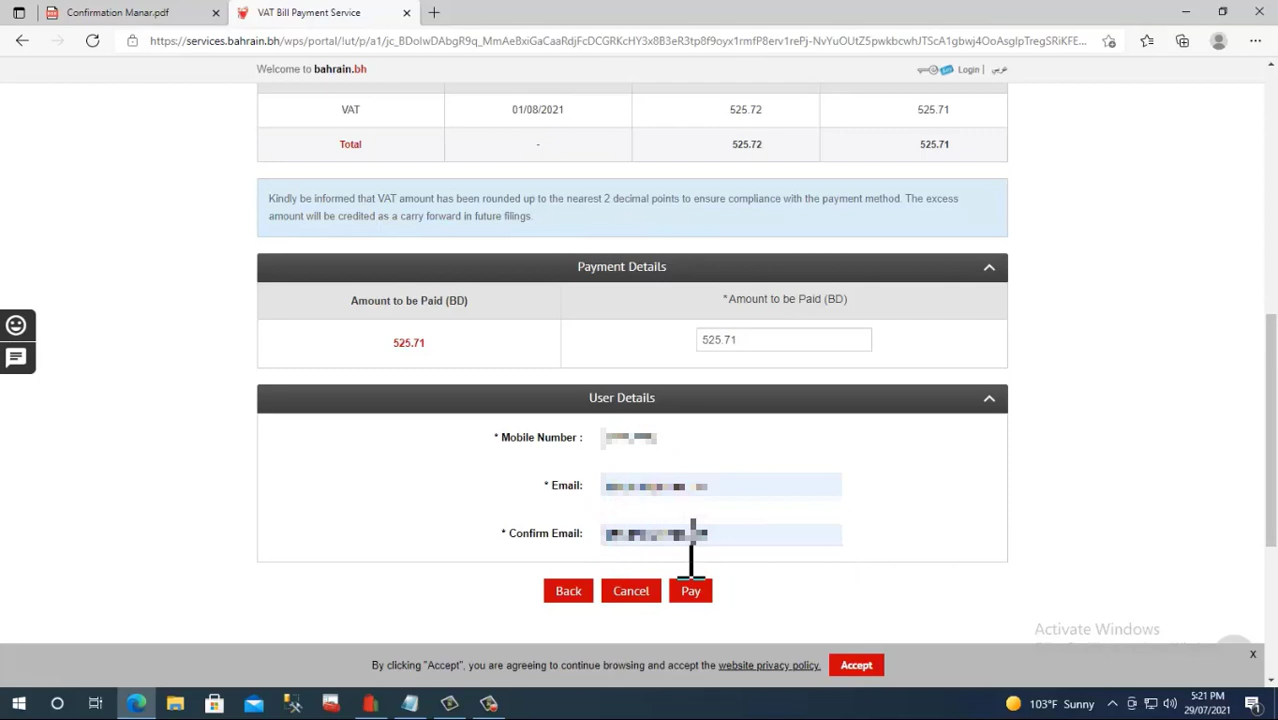 Confirmation Manar.pdf
VAT Bill Payment Service
Welcome to bahrain.bh
Login |
عربي
VAT 01/08/2021 525.72 525.71
Total - 525.72 525.71
Kindly be informed that VAT amount has been rounded up to the nearest 2 decimal points to ensure compliance with the payment method. The excess
amount will be credited as a carry forward in future filings.
Payment Details
Amount to be Paid (BD) *Amount to be Paid (BD)
525.71 525.71
User Details
* Mobile Number :
* Email:
* Confirm Email:
Back Cancel Pay
Activate Windows
By clicking "Accept", you are agreeing to continue browsing and accept the website privacy policy. Accept
x
103°F Sunny
5:21 PM
29/07/2021